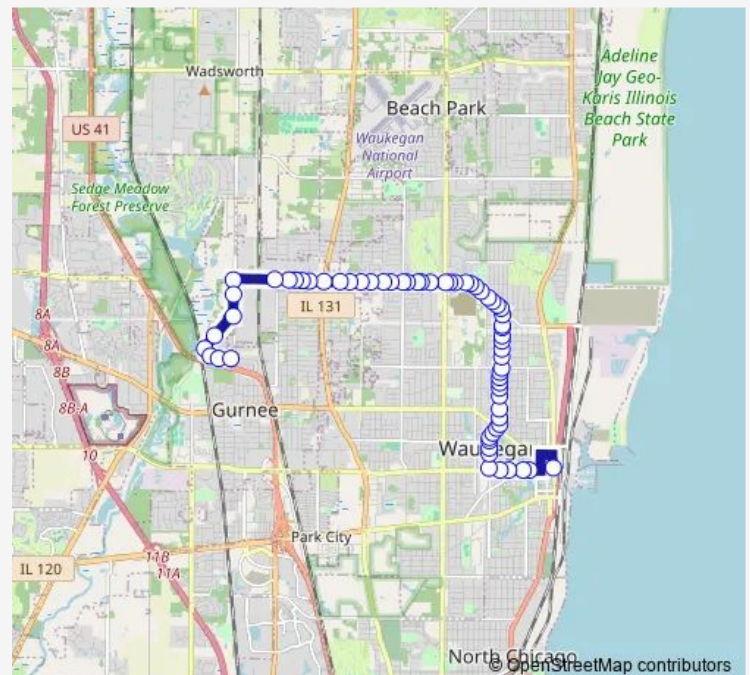 Adeline
Jay Geo-
Karis Illinois
Beach State
Park
Wadsworth
Beach Park
US 41
Waukegan
National
Airport
Sedge Meadow
Forest Preserve
IL 131
8A
8A
8B
8B-A
Gurnee
10
Waukegan
Park City
11B
11A
IL 120
North Chicago
© OpenStreetMap contributors